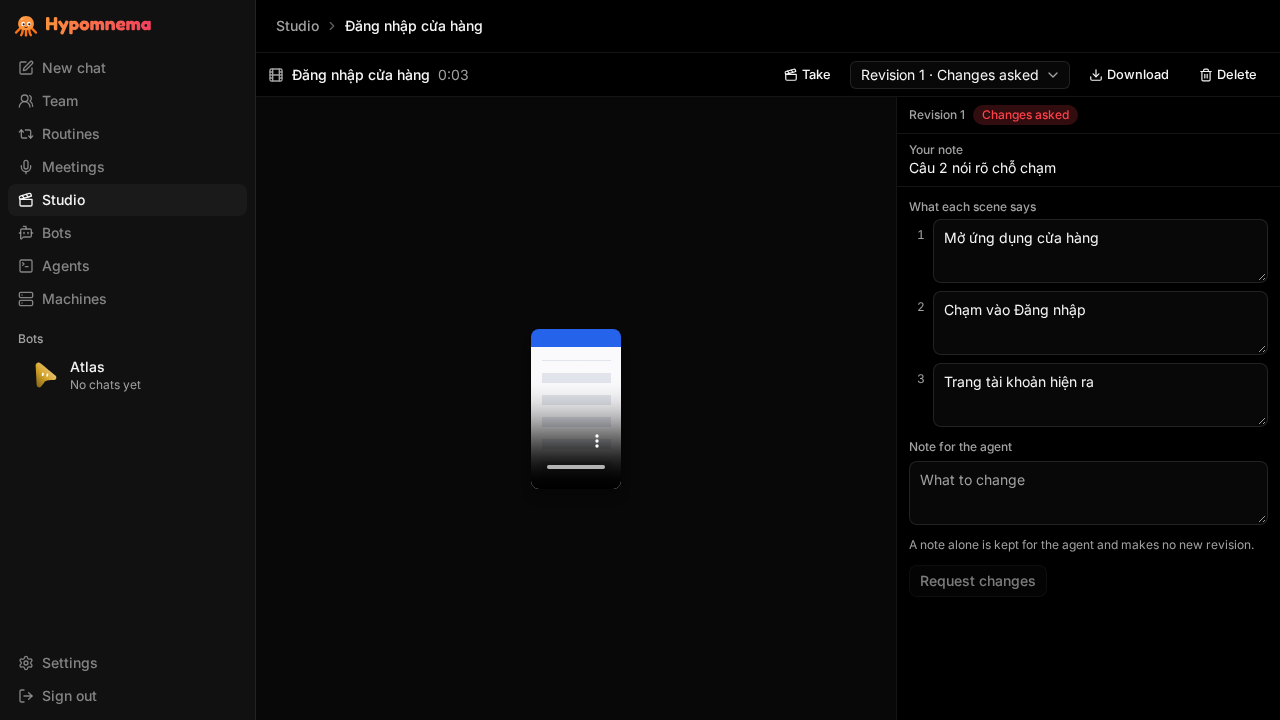 Hypomnema
New chat
Team
Routines
Meetings
Studio
Bots
Agents
Machines
Bots
Atlas
No chats yet
Settings
Sign out
Studio
Đăng nhập cửa hàng
Đăng nhập cửa hàng 0:03
Take
Revision 1 · Changes asked
Download
Delete
Revision 1
Changes asked
Your note
Câu 2 nói rõ chỗ chạm
What each scene says
1
Mở ứng dụng cửa hàng
2
Chạm vào Đăng nhập
3
Trang tài khoản hiện ra
Note for the agent
What to change
A note alone is kept for the agent and makes no new revision.
Request changes